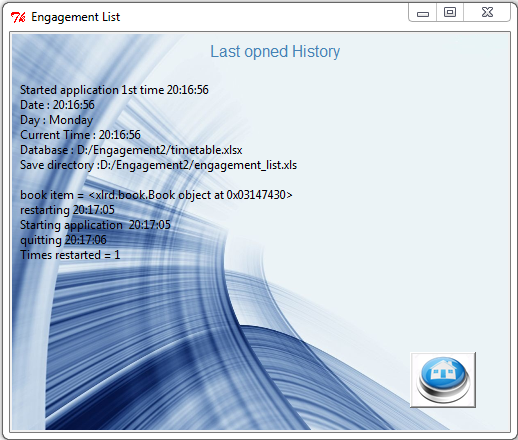 Engagement List
Last opned History
Started application 1st time 20:16:56
Date : 20:16:56
Day : Monday
Current Time : 20:16:56
Database : D:/Engagement2/timetable.xlsx
Save directory :D:/Engagement2/engagement_list.xls
book item = <xlrd.book.Book object at 0x03147430>
restarting 20:17:05
Starting application  20:17:05
quitting 20:17:06
Times restarted = 1